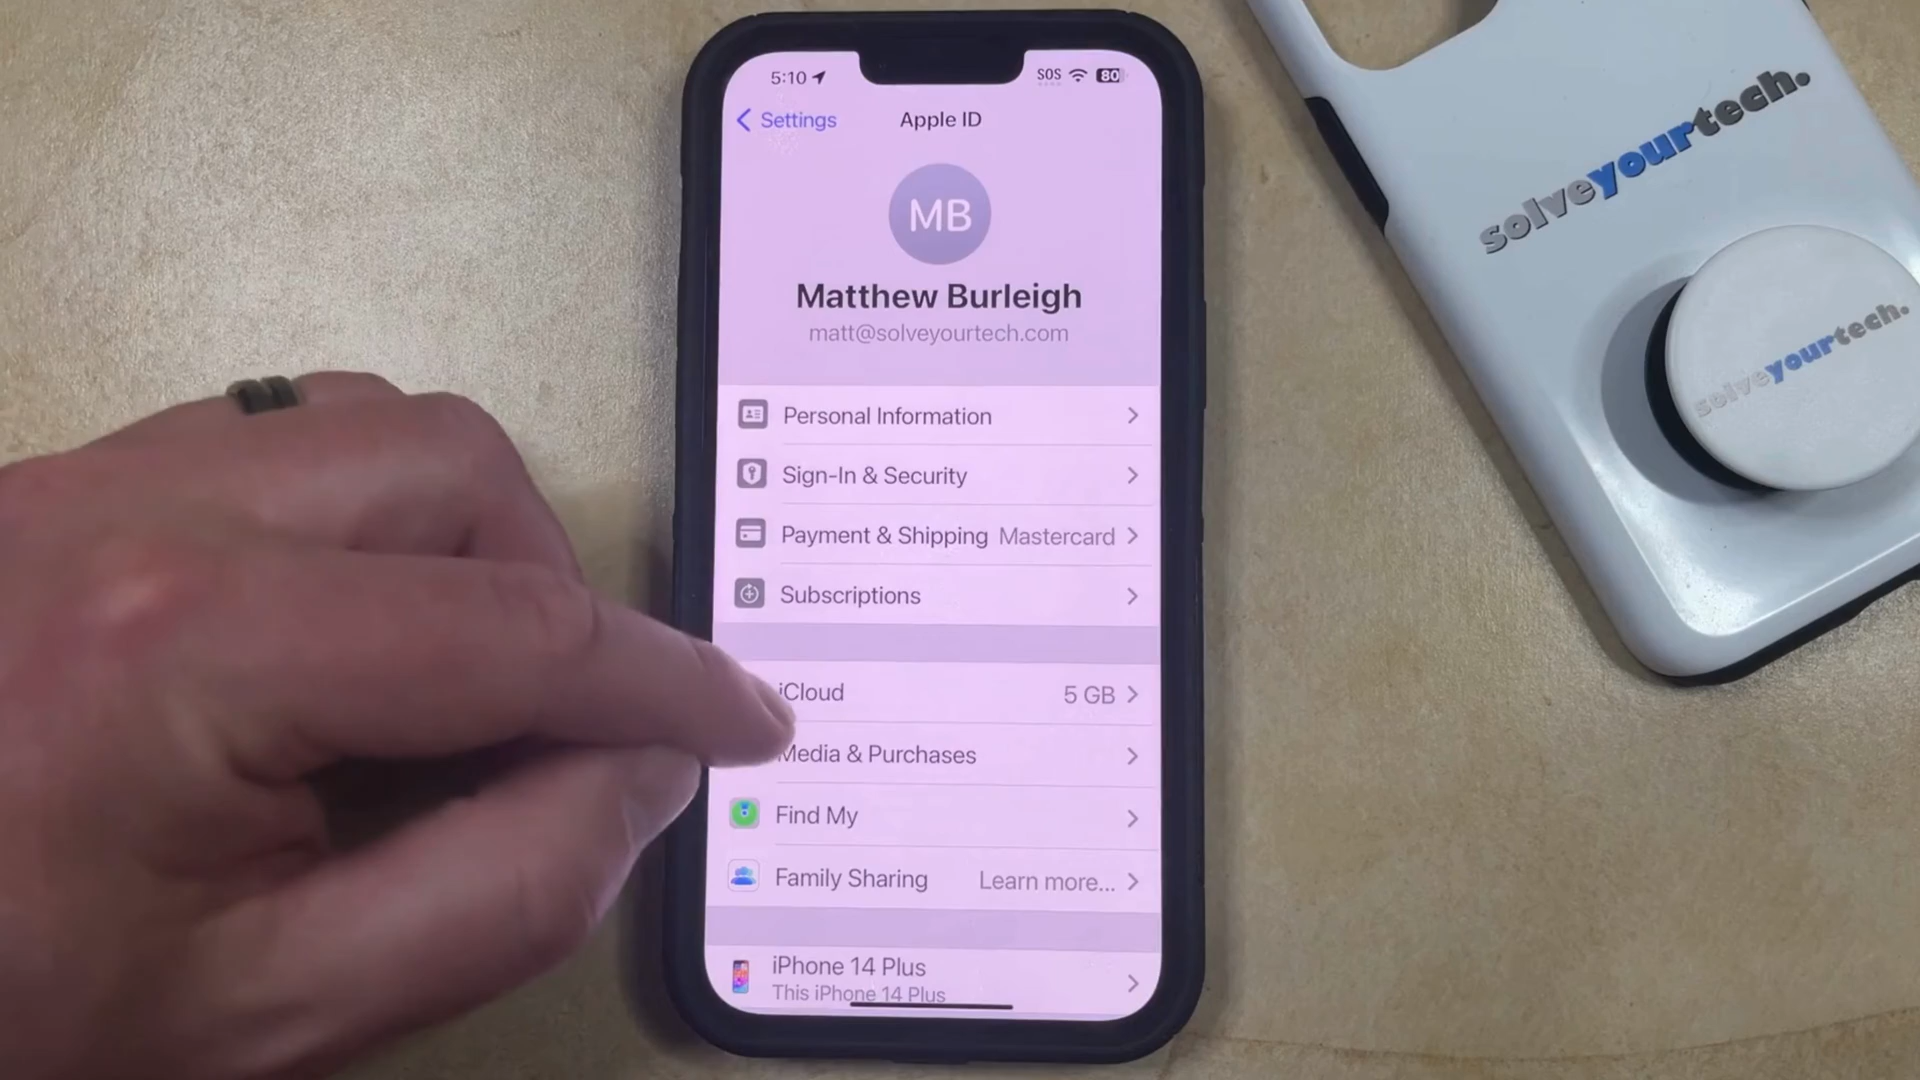 5:10 SOS 80
Settings Apple ID
MB
Matthew Burleigh
matt@solveyourtech.com
Personal Information
Sign-In & Security
Payment & Shipping Mastercard
Subscriptions
iCloud 5 GB
Media & Purchases
Find My
Family Sharing Learn more...
iPhone 14 Plus
This iPhone 14 Plus
solveyourtech.
solveyourtech.